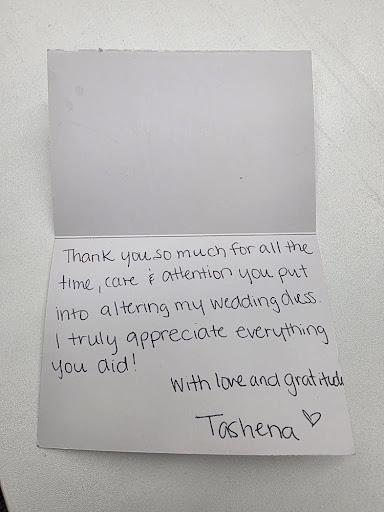 Thank you so much for all the
time, care & attention you put
into altering my wedding dress.
I truly appreciate everything
you did!
With love and gratitude
Tashena ♡